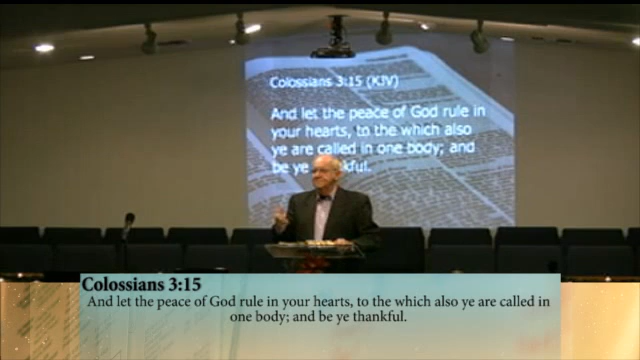 Colossians 3:15 (KJV)
And let the peace of God rule in
your hearts, to the which also
ye are called in one body; and
be ye kful.
Colossians 3:15
And let the peace of God rule in your hearts, to the which also ye are called in
one body; and be ye thankful.